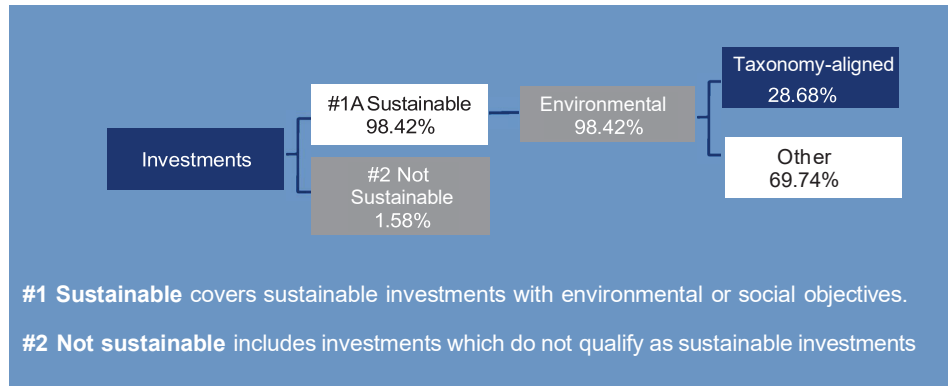 Investments
#1A Sustainable
98.42%
#2 Not
Sustainable
1.58%
Environmental
98.42%
Taxonomy-aligned
28.68%
Other
69.74%
#1 Sustainable covers sustainable investments with environmental or social objectives.
#2 Not sustainable includes investments which do not qualify as sustainable investments